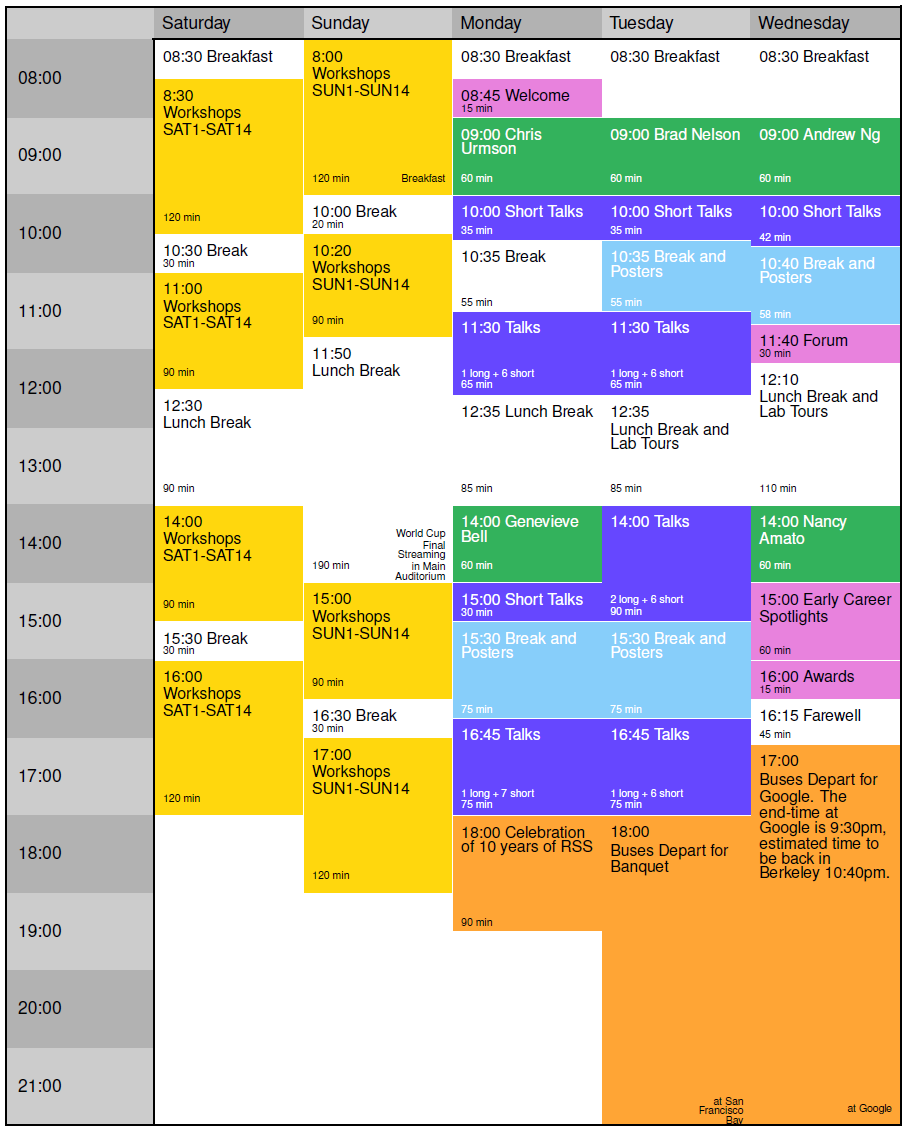 Saturday
Sunday
Monday
Tuesday
Wednesday
08:00
09:00
10:00
11:00
12:00
13:00
14:00
15:00
16:00
17:00
18:00
19:00
20:00
21:00
08:30 Breakfast
8:30
Workshops
SAT1-SAT14
120 min
10:30 Break
30 min
11:00
Workshops
SAT1-SAT14
90 min
12:30
Lunch Break
90 min
14:00
Workshops
SAT1-SAT14
90 min
15:30 Break
30 min
16:00
Workshops
SAT1-SAT14
120 min
8:00
Workshops
SUN1-SUN14
120 min
Breakfast
10:00 Break
20 min
10:20
Workshops
SUN1-SUN14
90 min
11:50
Lunch Break
World Cup
Final
Streaming
in Main
Auditorium
190 min
15:00
Workshops
SUN1-SUN14
90 min
16:30 Break
30 min
17:00
Workshops
SUN1-SUN14
120 min
08:30 Breakfast
08:45 Welcome
15 min
09:00 Chris
Urmson
60 min
10:00 Short Talks
35 min
10:35 Break
55 min
11:30 Talks
1 long + 6 short
65 min
12:35 Lunch Break
85 min
14:00 Genevieve
Bell
60 min
15:00 Short Talks
30 min
15:30 Break and
Posters
75 min
16:45 Talks
1 long + 7 short
75 min
18:00 Celebration
of 10 years of RSS
90 min
08:30 Breakfast
09:00 Brad Nelson
60 min
10:00 Short Talks
35 min
10:35 Break and
Posters
55 min
11:30 Talks
1 long + 6 short
65 min
12:35
Lunch Break and
Lab Tours
85 min
14:00 Talks
2 long + 6 short
90 min
15:30 Break and
Posters
75 min
16:45 Talks
1 long + 6 short
75 min
18:00
Buses Depart for
Banquet
at San
Francisco
Bay
08:30 Breakfast
09:00 Andrew Ng
60 min
10:00 Short Talks
42 min
10:40 Break and
Posters
58 min
11:40 Forum
30 min
12:10
Lunch Break and
Lab Tours
110 min
14:00 Nancy
Amato
60 min
15:00 Early Career
Spotlights
60 min
16:00 Awards
15 min
16:15 Farewell
45 min
17:00
Buses Depart for
Google. The
end-time at
Google is 9:30pm,
estimated time to
be back in
Berkeley 10:40pm.
at Google